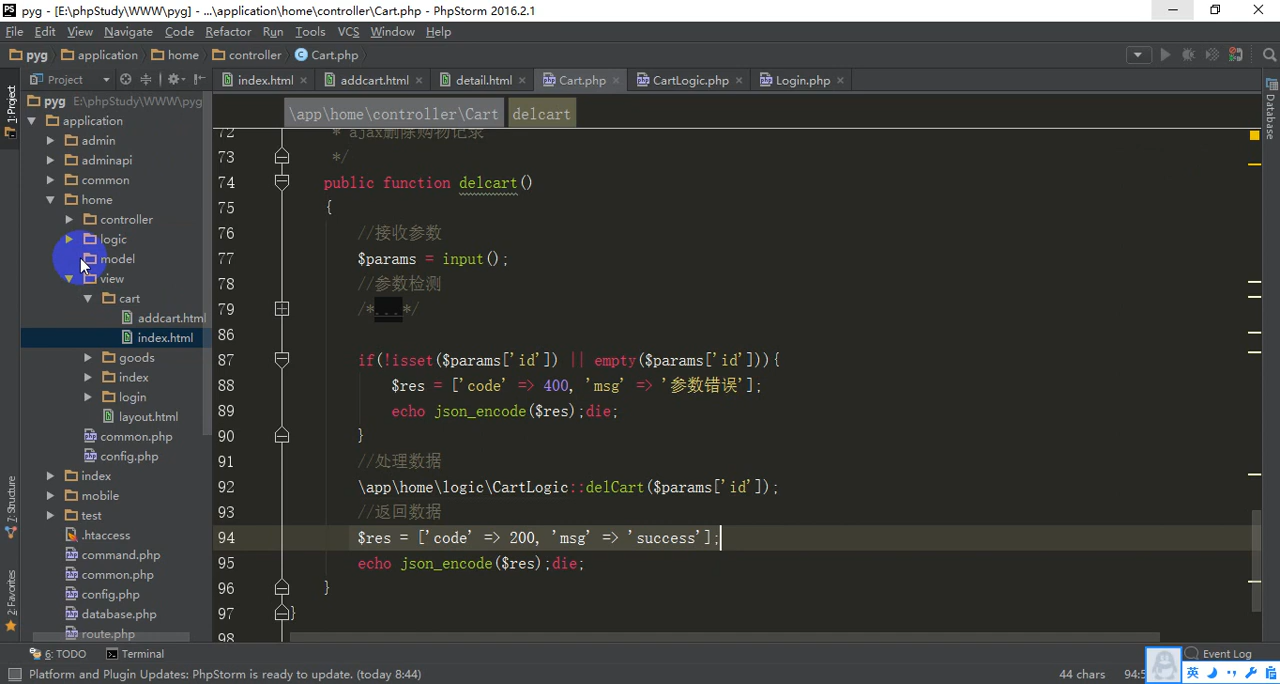 pyg - [E:\phpStudy\WWW\pyg] - ...\application\home\controller\Cart.php - PhpStorm 2016.2.1
File Edit View Navigate Code Refactor Run Tools VCS Window Help
pyg application home controller Cart.php
Project index.html addcart.html detail.html Cart.php CartLogic.php Login.php
1: Project
Database
7: Structure
2: Favorites
pyg E:\phpStudy\WWW\pyg
application
admin
adminapi
common
home
controller
logic
model
view
cart
addcart.html
index.html
goods
index
login
layout.html
common.php
config.php
index
mobile
test
.htaccess
command.php
common.php
config.php
database.php
route.php
\app\home\controller\Cart delcart
72 * ajax删除购物记录
73 */
74 public function delcart()
75 {
76 //接收参数
77 $params = input();
78 //参数检测
79 /*...*/
86
87 if(!isset($params['id']) || empty($params['id'])){
88 $res = ['code' => 400, 'msg' => '参数错误'];
89 echo json_encode($res);die;
90 }
91 //处理数据
92 \app\home\logic\CartLogic::delCart($params['id']);
93 //返回数据
94 $res = ['code' => 200, 'msg' => 'success'];
95 echo json_encode($res);die;
96 }
97 }
98
6: TODO Terminal Event Log
Platform and Plugin Updates: PhpStorm is ready to update. (today 8:44) 44 chars 94:5
英